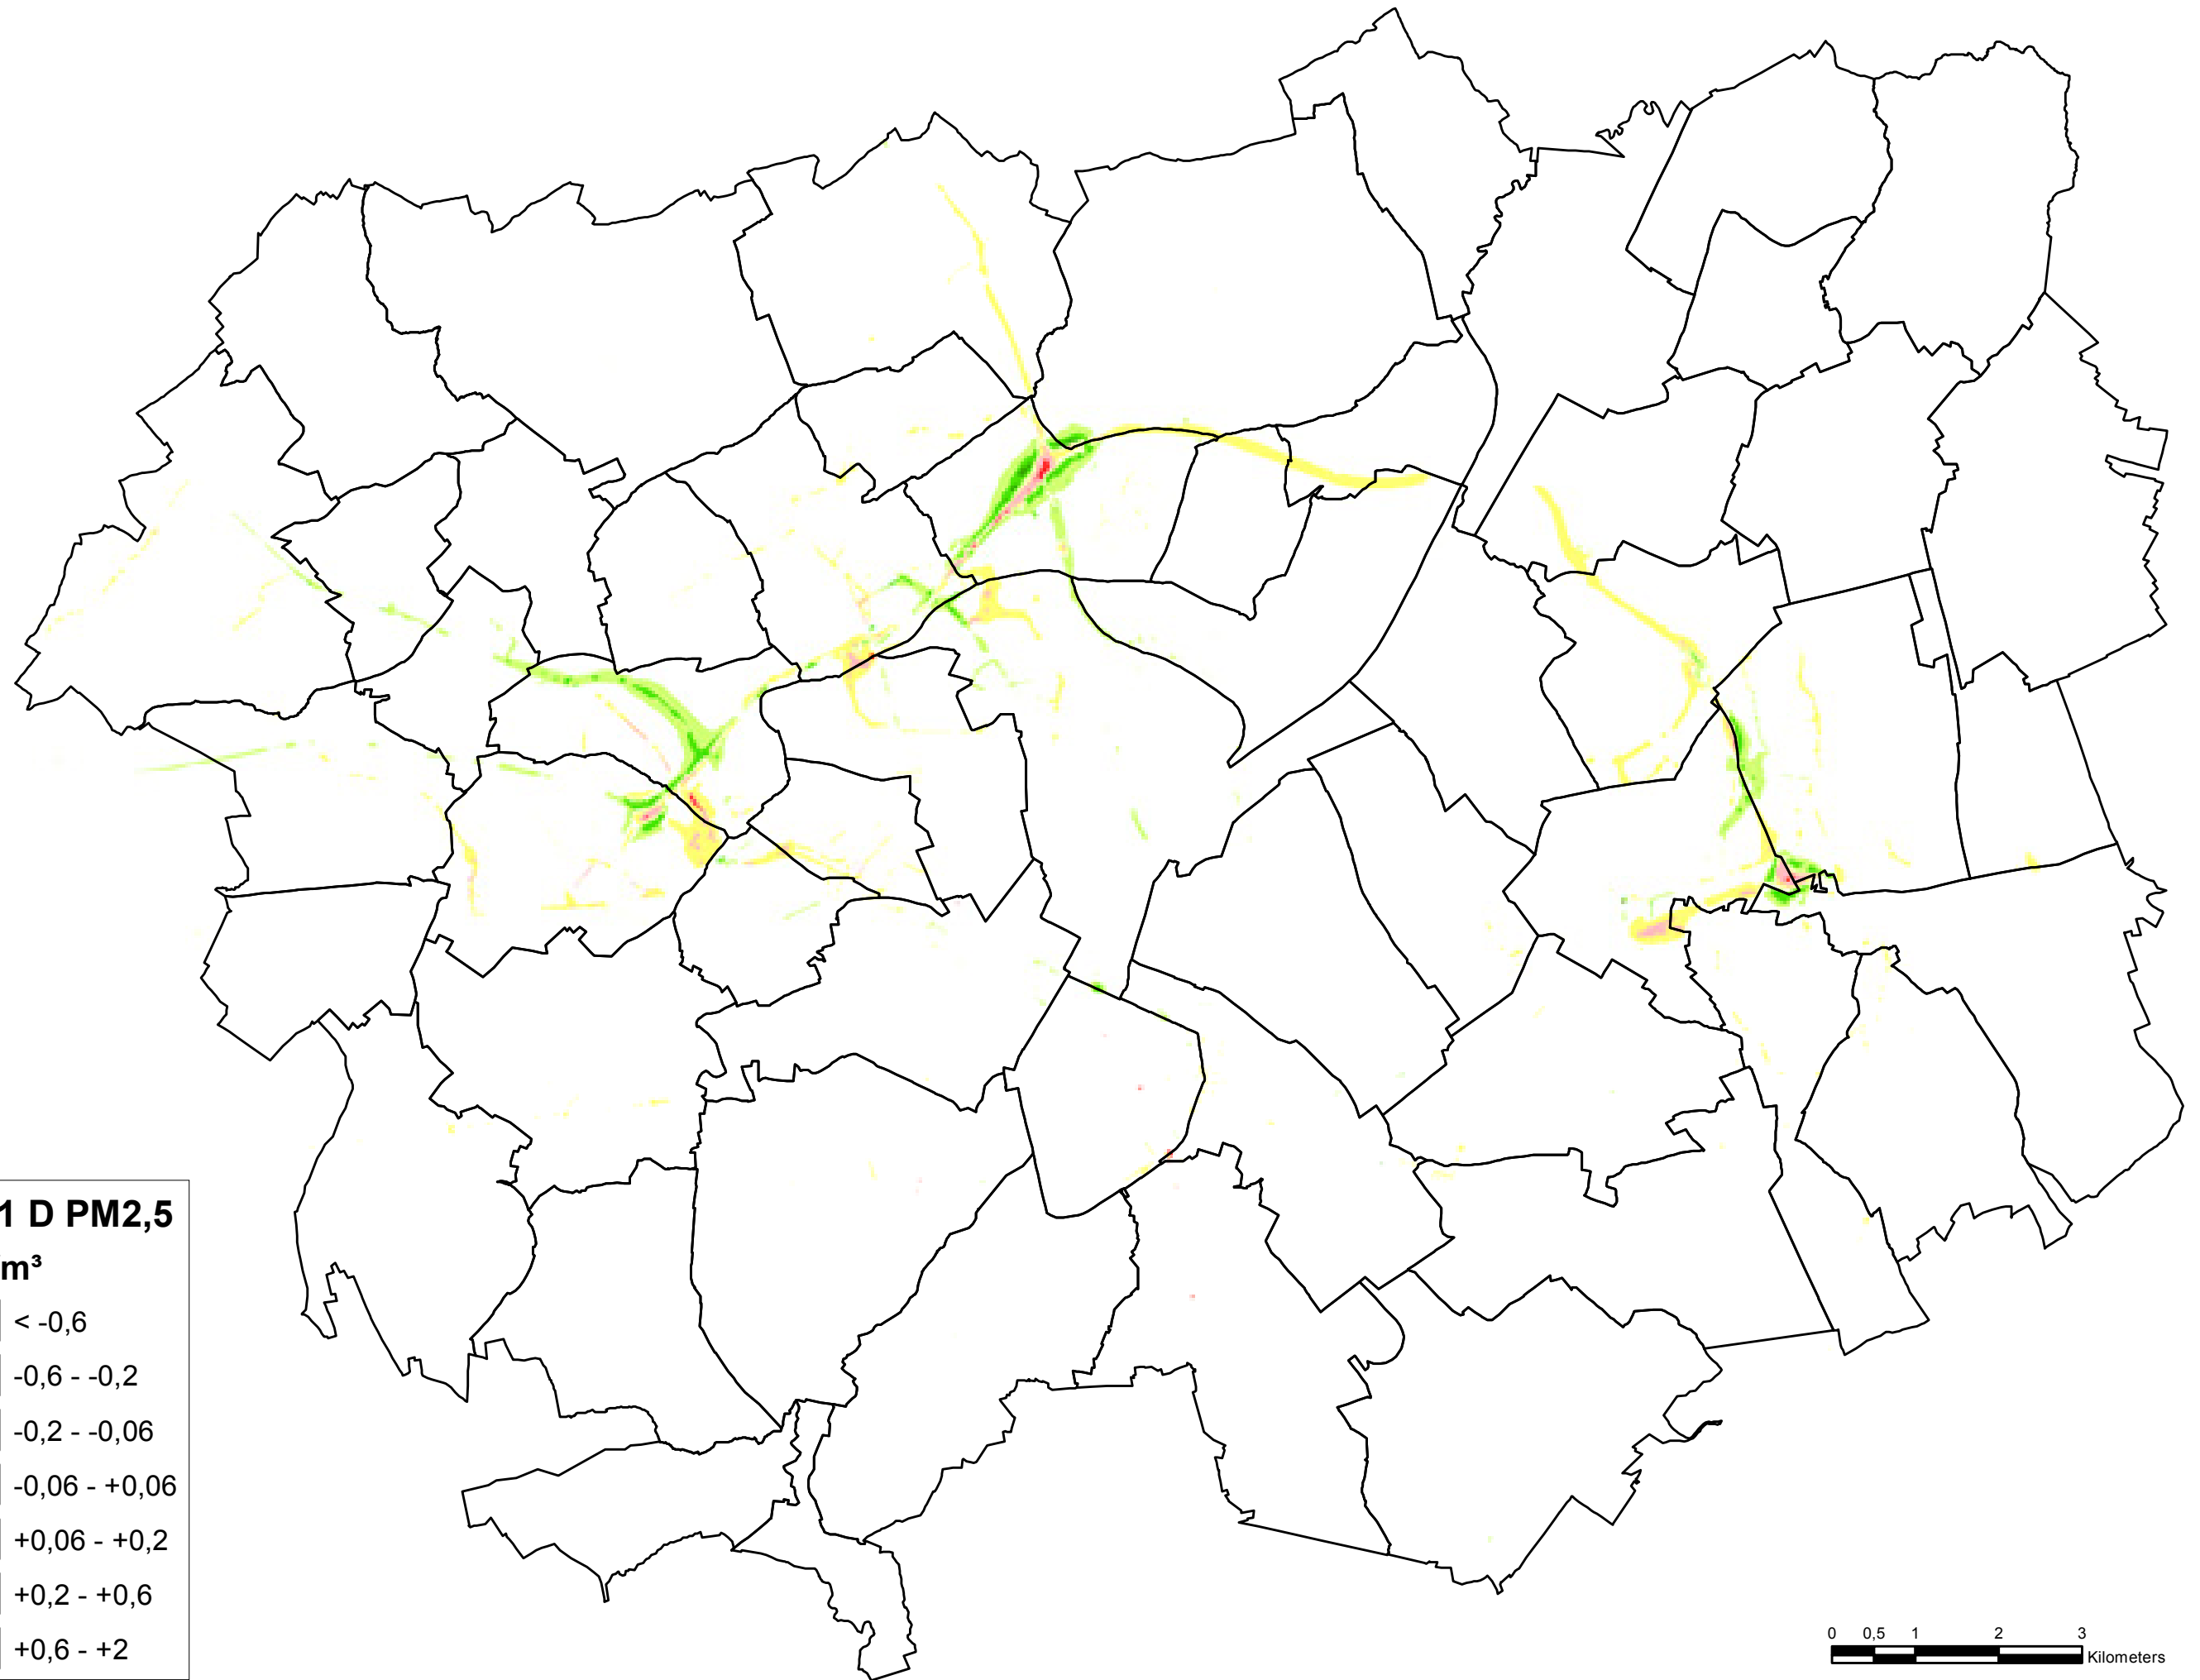 1 D PM2,5
m³
< -0,6
-0,6 - -0,2
-0,2 - -0,06
-0,06 - +0,06
+0,06 - +0,2
+0,2 - +0,6
+0,6 - +2
0 0,5 1 2 3
Kilometers